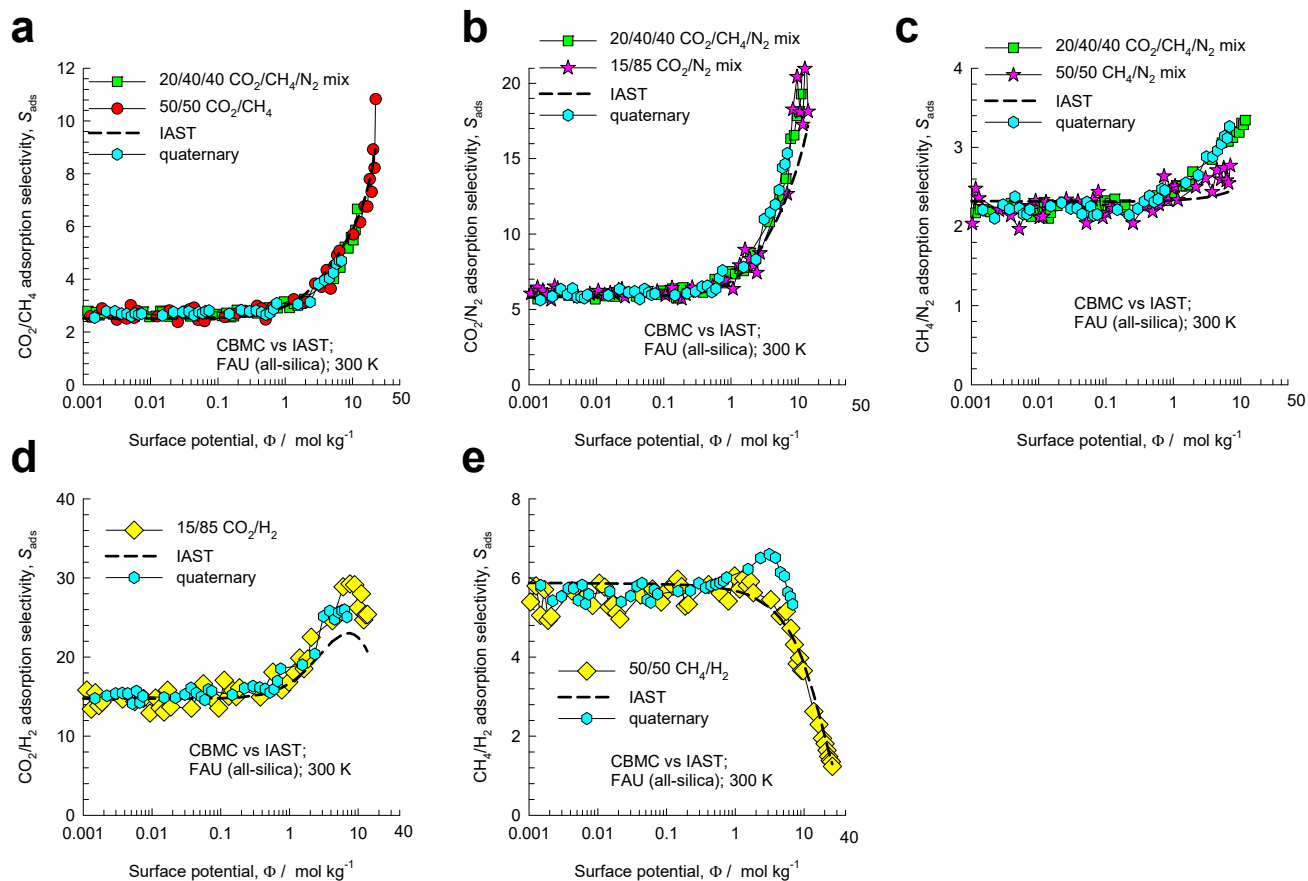 a
12
10
8
6
4
2
0
CO2/CH4 adsorption selectivity, Sads
20/40/40 CO2/CH4/N2 mix
50/50 CO2/CH4
IAST
quaternary
CBMC vs IAST;
FAU (all-silica); 300 K
0.001 0.01 0.1 1 10 50
Surface potential, Φ / mol kg-1
b
20
15
10
5
0
CO2/N2 adsorption selectivity, Sads
20/40/40 CO2/CH4/N2 mix
15/85 CO2/N2 mix
IAST
quaternary
CBMC vs IAST;
FAU (all-silica); 300 K
0.001 0.01 0.1 1 10 50
Surface potential, Φ / mol kg-1
c
4
3
2
1
0
CH4/N2 adsorption selectivity, Sads
20/40/40 CO2/CH4/N2 mix
50/50 CH4/N2 mix
IAST
quaternary
CBMC vs IAST;
FAU (all-silica); 300 K
0.001 0.01 0.1 1 10 50
Surface potential, Φ / mol kg-1
d
40
30
20
10
0
CO2/H2 adsorption selectivity, Sads
15/85 CO2/H2
IAST
quaternary
CBMC vs IAST;
FAU (all-silica); 300 K
0.001 0.01 0.1 1 10 40
Surface potential, Φ / mol kg-1
e
8
6
4
2
0
CH4/H2 adsorption selectivity, Sads
50/50 CH4/H2
IAST
quaternary
CBMC vs IAST;
FAU (all-silica); 300 K
0.001 0.01 0.1 1 10 40
Surface potential, Φ / mol kg-1